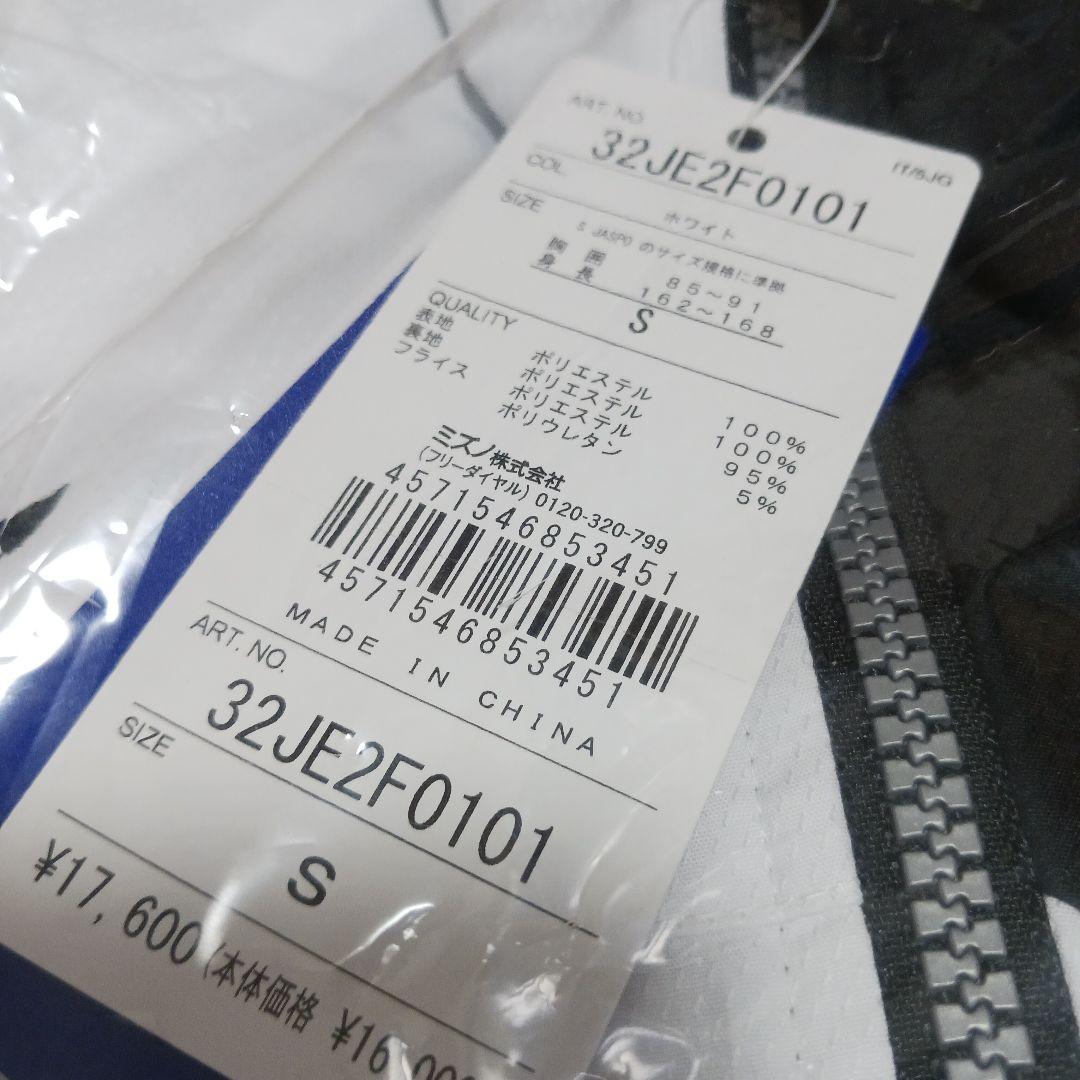 ART. NO.
32JE2F0101
IT/SJG
COL.
ホワイト
SIZE
S JASPO のサイズ規格に準拠
胸 囲 85～91
身 長 162～168
S
QUALITY
表地 ポリエステル 100%
裏地 ポリエステル 100%
フライス ポリエステル 95%
ポリウレタン 5%
ミズノ株式会社
(フリーダイヤル) 0120-320-799
4571546853451
4571546853451
MADE IN CHINA
ART. NO.
32JE2F0101
SIZE
S
¥17,600 (本体価格 ¥16,000